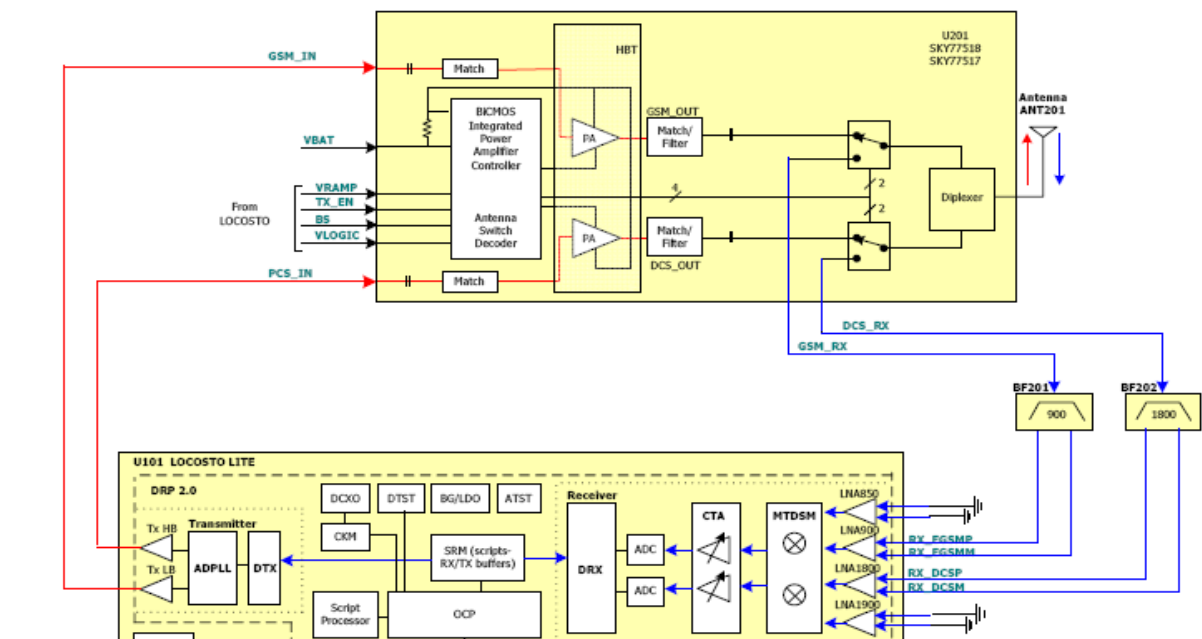 U201
SKY77518
SKY77517
HBT
GSM_IN
Match
BiCMOS
Integrated
Power
Amplifier
Controller
Antenna
Switch
Decoder
VBAT
VRAMP
TX_EN
BS
VLOGIC
From
LOCOSTO
PCS_IN
Match
PA
PA
GSM_OUT
Match/
Filter
Match/
Filter
DCS_OUT
4
2
2
Diplexer
Antenna
ANT201
DCS_RX
GSM_RX
BF201
900
BF202
1800
U101 LOCOSTO LITE
DRP 2.0
DCXO
DTST
BG/LDO
ATST
CKM
Tx HB
Transmitter
Tx LB
ADPLL
DTX
SRM (scripts-
RX/TX buffers)
Script
Processor
OCP
Receiver
DRX
ADC
ADC
CTA
MTDSM
LNA850
LNA900
LNA1800
LNA1900
RX_EGSMP
RX_EGSMM
RX_DCSP
RX_DCSM